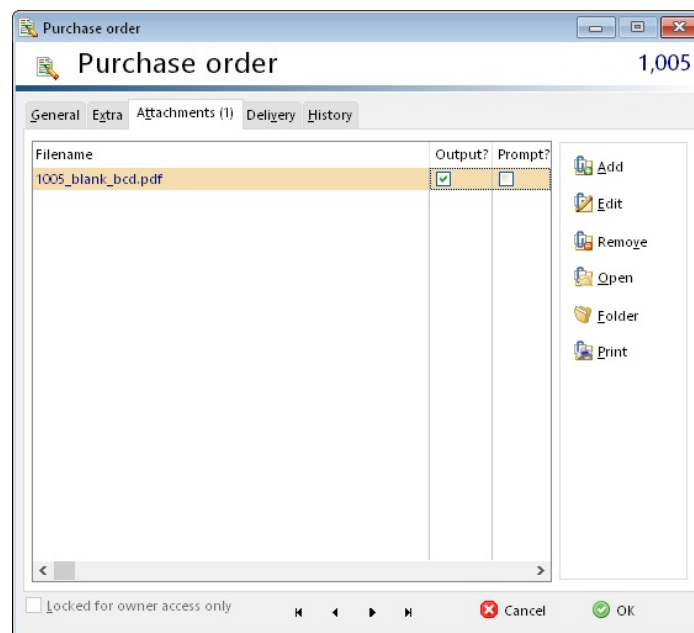 Purchase order
Purchase order 1,005
General Extra Attachments (1) Delivery History
Filename Output? Prompt?
1005_blank_bcd.pdf
Add
Edit
Remove
Open
Folder
Print
Locked for owner access only Cancel OK